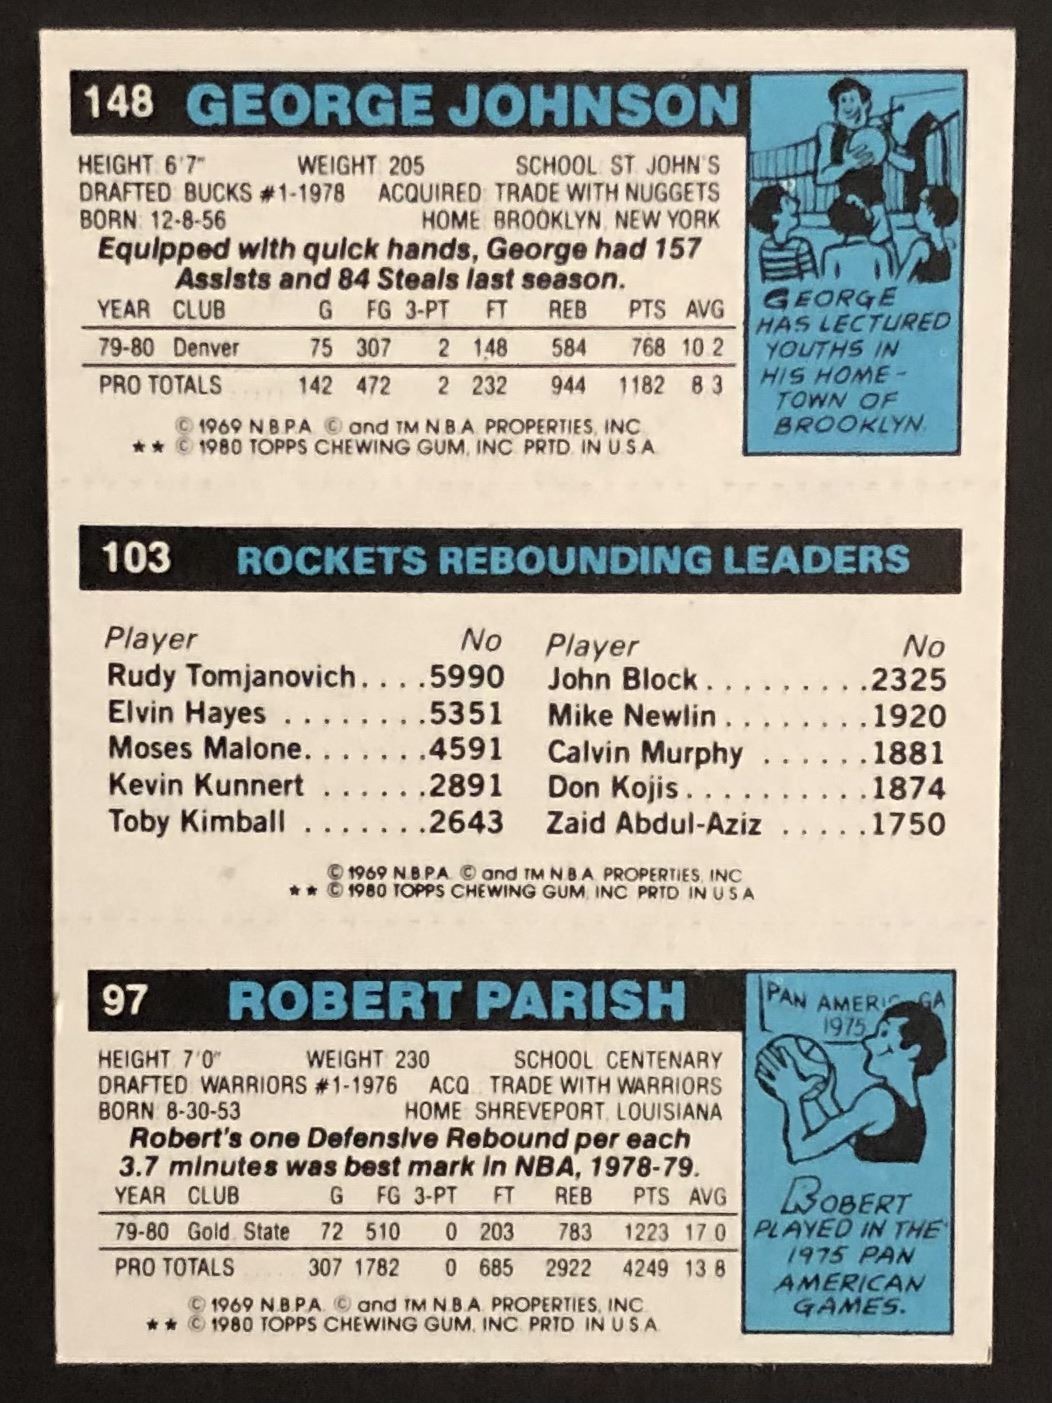 148 GEORGE JOHNSON
HEIGHT 6'7" WEIGHT 205 SCHOOL ST JOHN'S
DRAFTED BUCKS #1-1978 ACQUIRED TRADE WITH NUGGETS
BORN 12-8-56 HOME BROOKLYN, NEW YORK
Equipped with quick hands, George had 157
Assists and 84 Steals last season.
YEAR CLUB G FG 3-PT FT REB PTS AVG
79-80 Denver 75 307 2 148 584 768 10 2
PRO TOTALS 142 472 2 232 944 1182 8 3
© 1969 N B P A © and TM N B A PROPERTIES, INC
★★ © 1980 TOPPS CHEWING GUM, INC PRTD IN U S A
GEORGE
HAS LECTURED
YOUTHS IN
HIS HOME-
TOWN OF
BROOKLYN.
103 ROCKETS REBOUNDING LEADERS
Player No Player No
Rudy Tomjanovich. . . .5990 John Block. . . . . . . . .2325
Elvin Hayes . . . . . . . .5351 Mike Newlin. . . . . . . .1920
Moses Malone. . . . . . .4591 Calvin Murphy . . . . . .1881
Kevin Kunnert . . . . . .2891 Don Kojis. . . . . . . . . .1874
Toby Kimball . . . . . . .2643 Zaid Abdul-Aziz . . . . .1750
© 1969 N.B.P.A. © and TM N B A PROPERTIES, INC
★★ © 1980 TOPPS CHEWING GUM, INC PRTD IN U S A
97 ROBERT PARISH
PAN AMERIC GA
1975
HEIGHT 7'0" WEIGHT 230 SCHOOL CENTENARY
DRAFTED WARRIORS #1-1976 ACQ. TRADE WITH WARRIORS
BORN 8-30-53 HOME SHREVEPORT, LOUISIANA
Robert's one Defensive Rebound per each
3.7 minutes was best mark in NBA, 1978-79.
YEAR CLUB G FG 3-PT FT REB PTS AVG
79-80 Gold. State 72 510 0 203 783 1223 17 0
PRO TOTALS 307 1782 0 685 2922 4249 13 8
© 1969 N.B.P.A. © and TM N.B.A. PROPERTIES, INC.
★★ © 1980 TOPPS CHEWING GUM, INC PRTD IN U S A
ROBERT
PLAYED IN THE
1975 PAN
AMERICAN
GAMES.